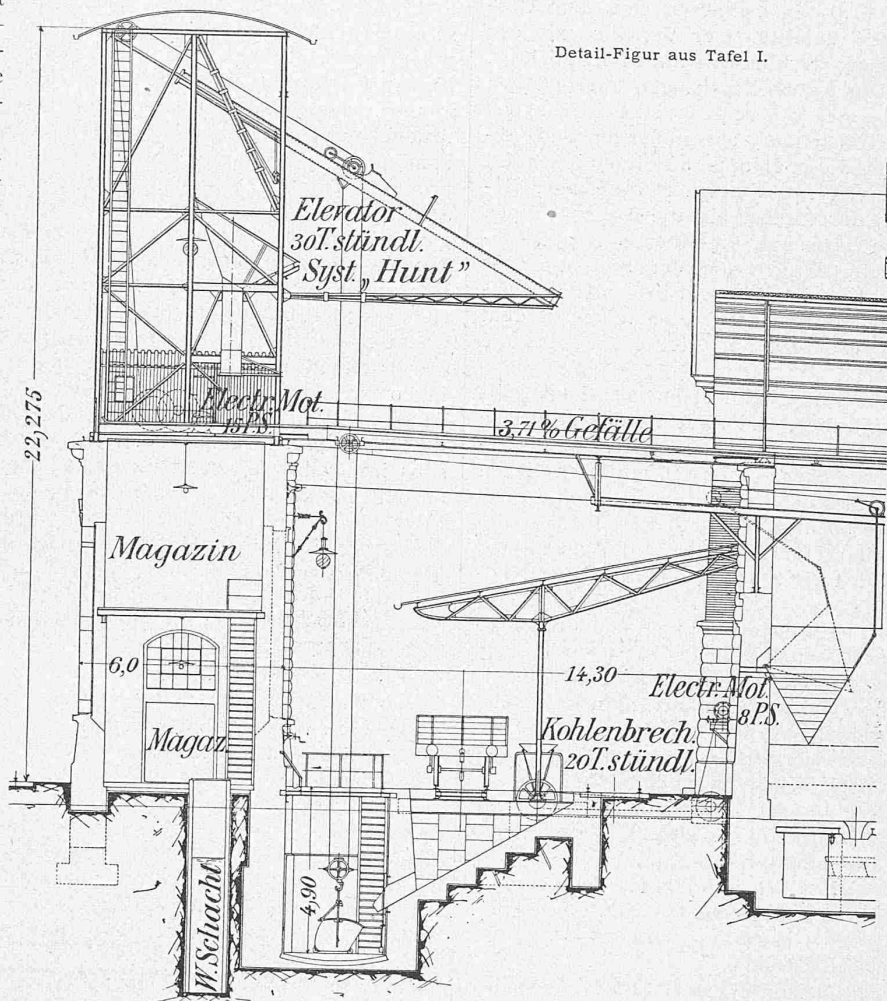 Detail-Figur aus Tafel I.
Elevator
30T. stündl.
Syst. „Hunt”
Electr. Mot.
15 P.S.
3,71 % Gefälle
22,275
Magazin
6,0
14,30
Electr. Mot.
8 P.S.
Magaz.
Kohlenbrech.
20T. stündl.
4,90
W. Schacht